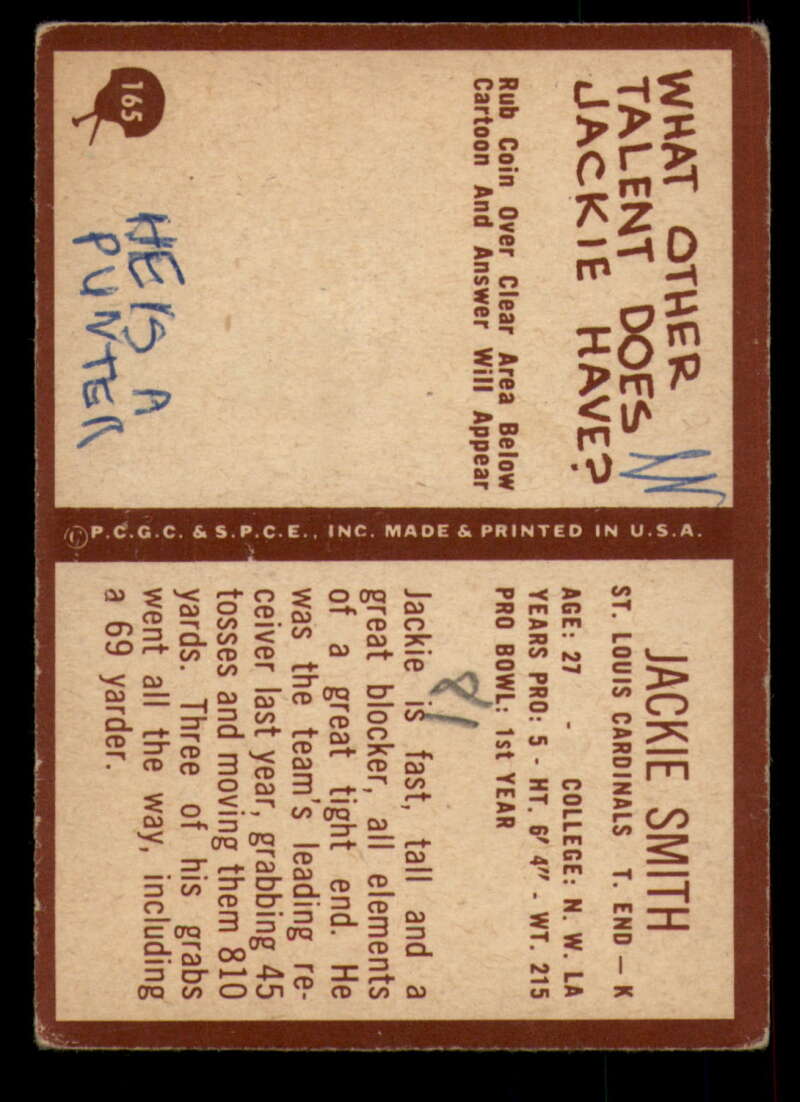 165
WHAT OTHER
TALENT DOES
JACKIE HAVE?
Rub Coin Over Clear Area Below
Cartoon And Answer Will Appear
HE IS A
PUNTER
© P.C.G.C. & S.P.C.E., INC. MADE & PRINTED IN U.S.A.
JACKIE SMITH
ST. LOUIS CARDINALS T. END — K
AGE: 27 - COLLEGE: N. W. LA
YEARS PRO: 5 - HT. 6' 4" - WT. 215
PRO BOWL: 1st YEAR
81
Jackie is fast, tall and a
great blocker, all elements
of a great tight end. He
was the team's leading re-
ceiver last year, grabbing 45
tosses and moving them 810
yards. Three of his grabs
went all the way, including
a 69 yarder.